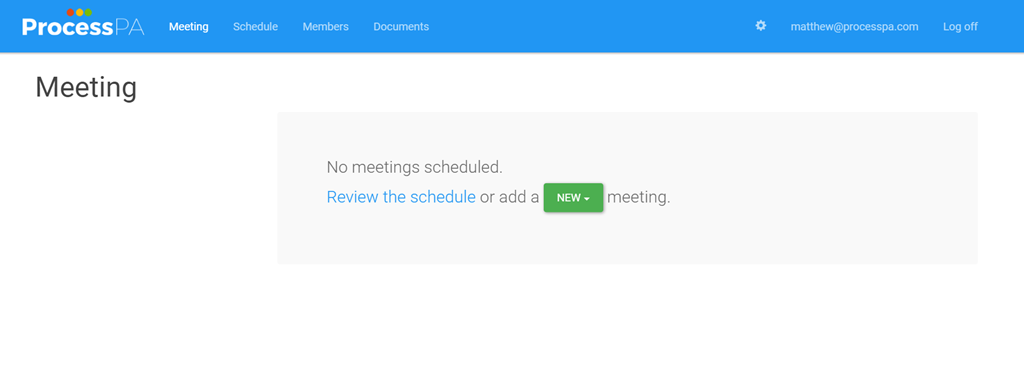 ProcessPA Meeting Schedule Members Documents matthew@processpa.com Log off
Meeting
No meetings scheduled.
Review the schedule or add a NEW meeting.